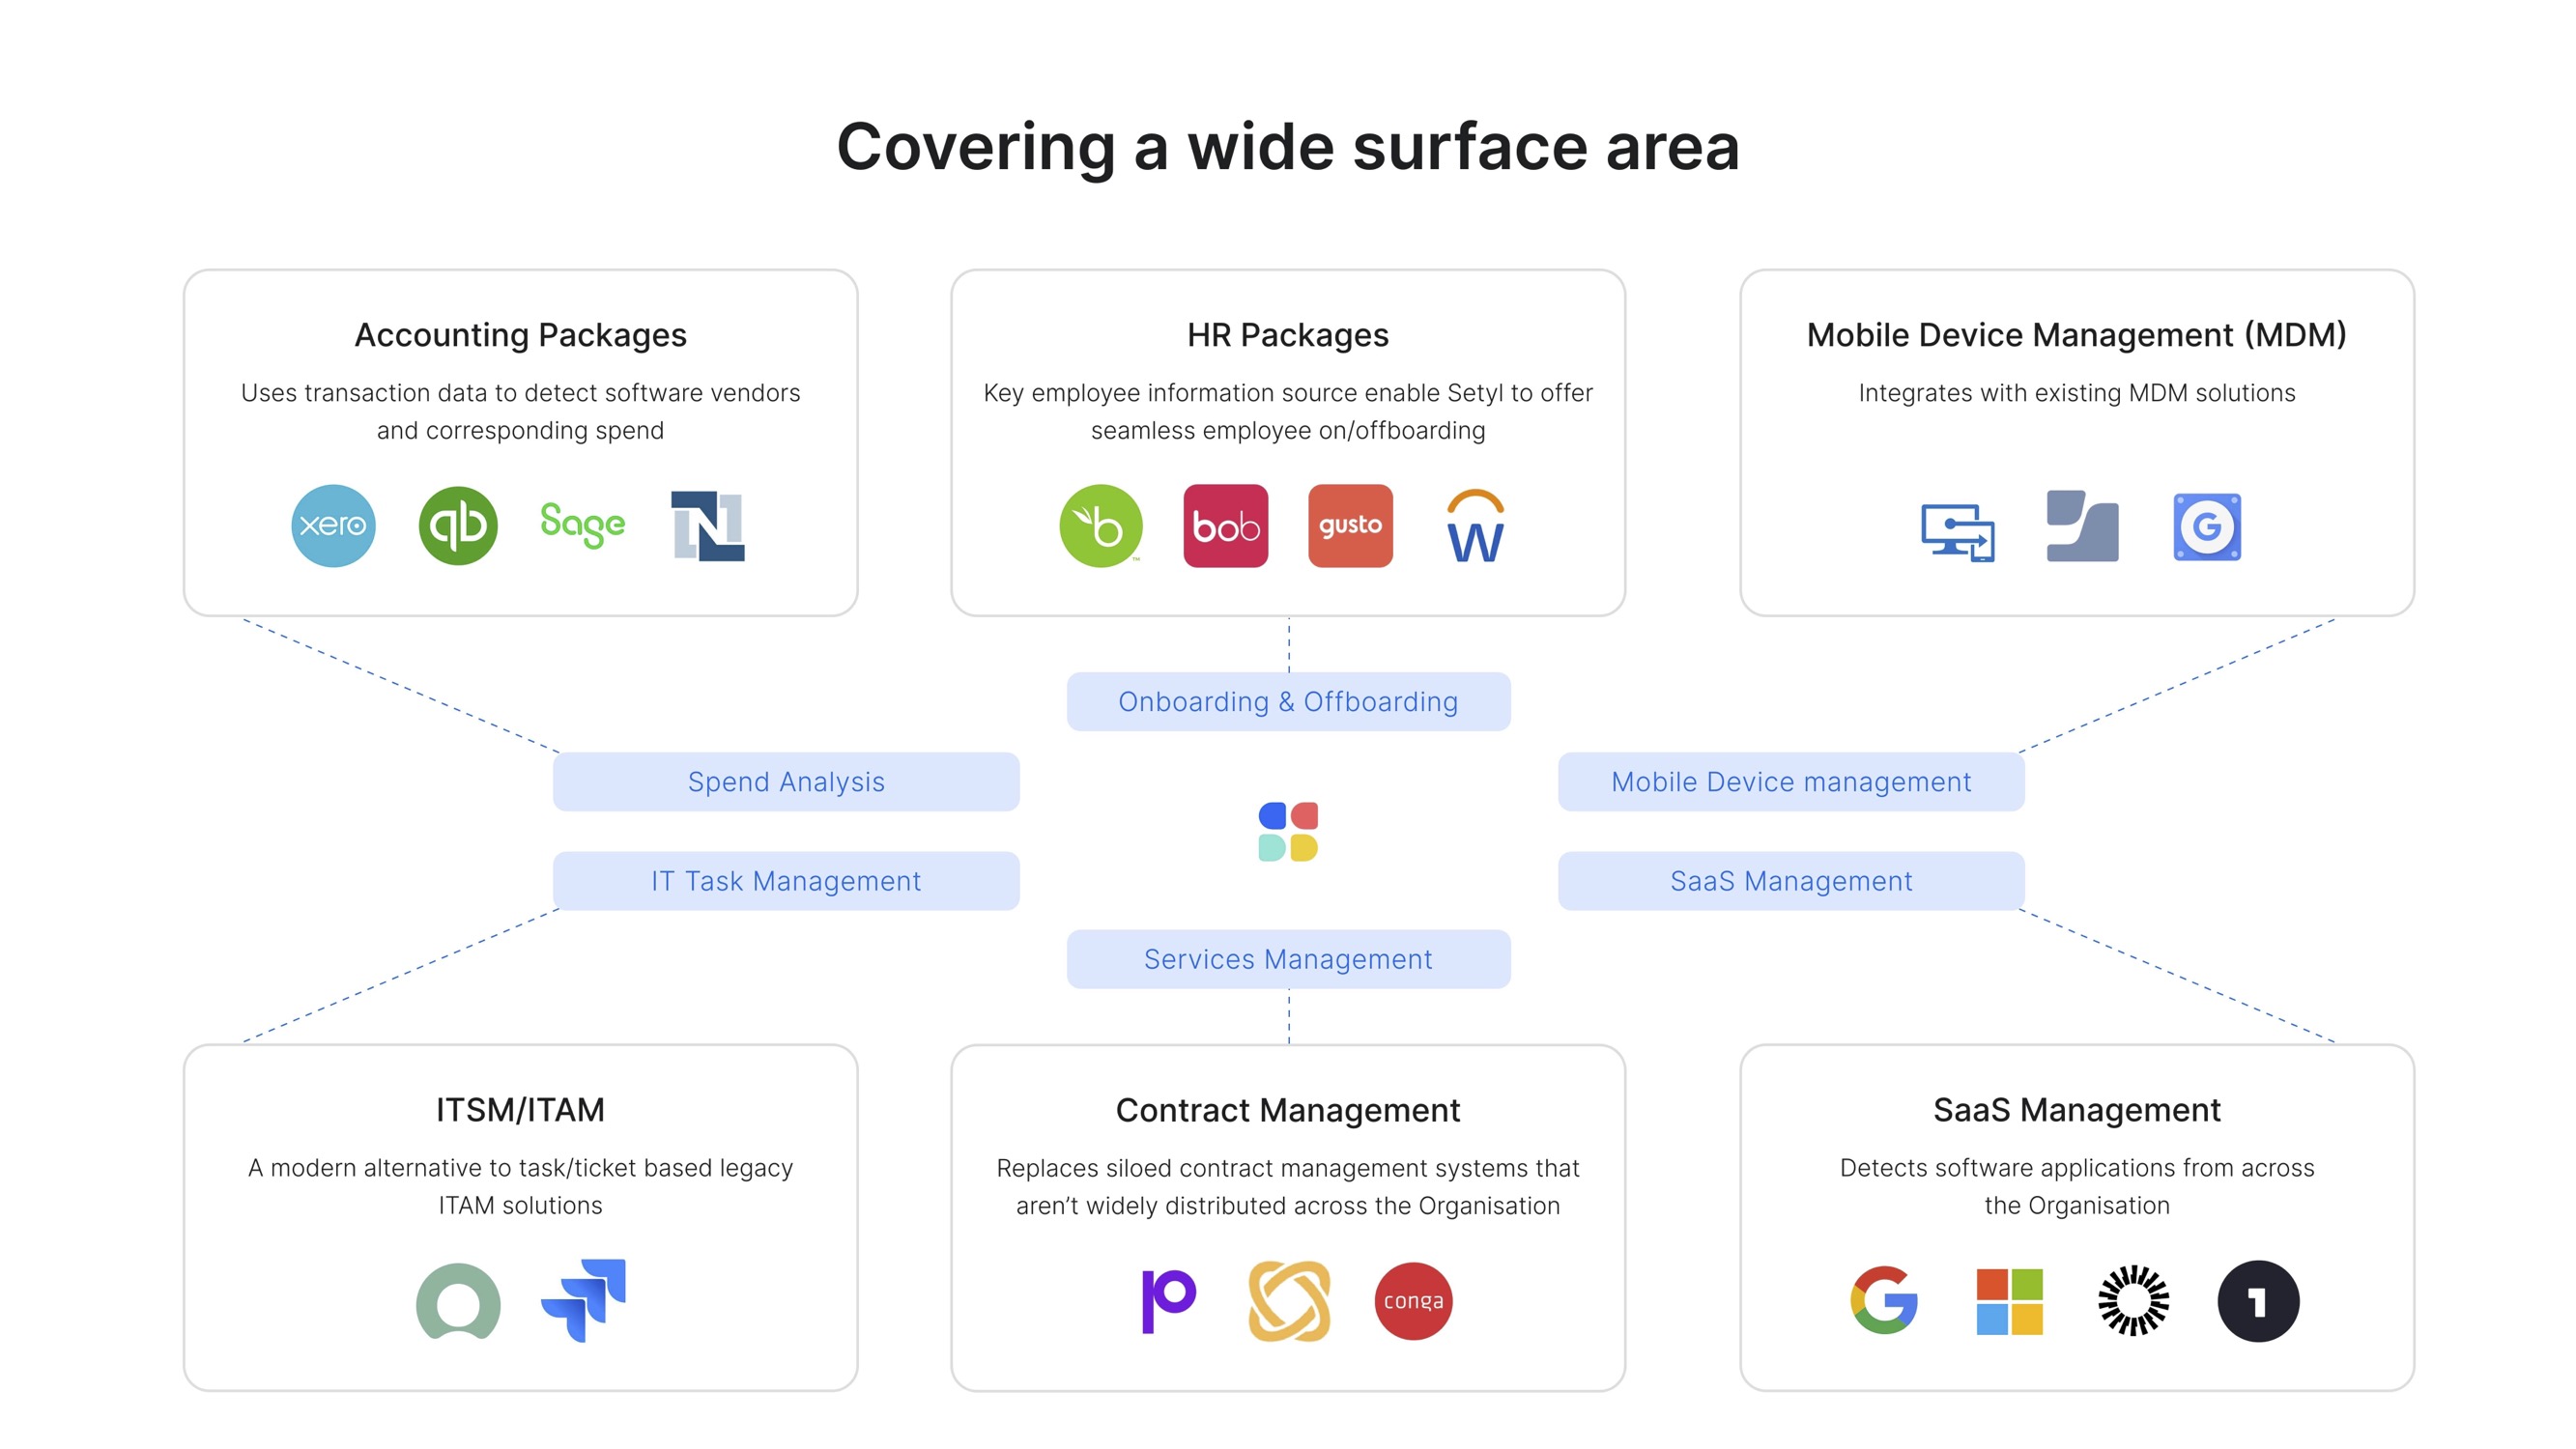 Covering a wide surface area
Accounting Packages
Uses transaction data to detect software vendors
and corresponding spend
xero
qb
Sage
N
HR Packages
Key employee information source enable Setyl to offer
seamless employee on/offboarding
b
bob
gusto
W
Mobile Device Management (MDM)
Integrates with existing MDM solutions
G
Onboarding & Offboarding
Spend Analysis
Mobile Device management
IT Task Management
SaaS Management
Services Management
ITSM/ITAM
A modern alternative to task/ticket based legacy
ITAM solutions
Contract Management
Replaces siloed contract management systems that
aren’t widely distributed across the Organisation
p
conga
SaaS Management
Detects software applications from across
the Organisation
G
1